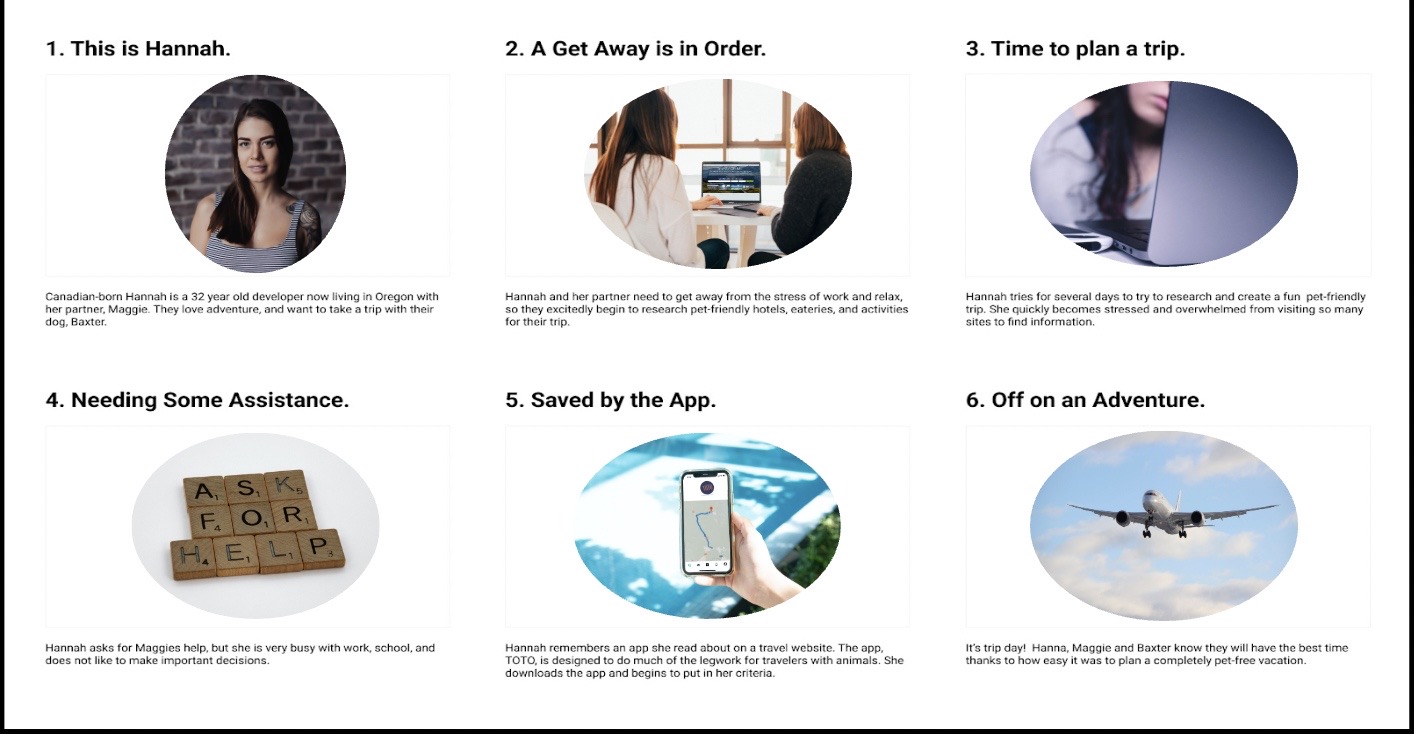 1. This is Hannah.
Canadian-born Hannah is a 32 year old developer now living in Oregon with
her partner, Maggie. They love adventure, and want to take a trip with their
dog, Baxter.
2. A Get Away is in Order.
Hannah and her partner need to get away from the stress of work and relax,
so they excitedly begin to research pet-friendly hotels, eateries, and activities
for their trip.
3. Time to plan a trip.
Hannah tries for several days to try to research and create a fun  pet-friendly
trip. She quickly becomes stressed and overwhelmed from visiting so many
sites to find information.
4. Needing Some Assistance.
A1 S1 K5
F4 O1 R1
H4 E1 L1 P3
Hannah asks for Maggies help, but she is very busy with work, school, and
does not like to make important decisions.
5. Saved by the App.
Hannah remembers an app she read about on a travel website. The app,
TOTO, is designed to do much of the legwork for travelers with animals. She
downloads the app and begins to put in her criteria.
6. Off on an Adventure.
It's trip day!  Hanna, Maggie and Baxter know they will have the best time
thanks to how easy it was to plan a completely pet-free vacation.